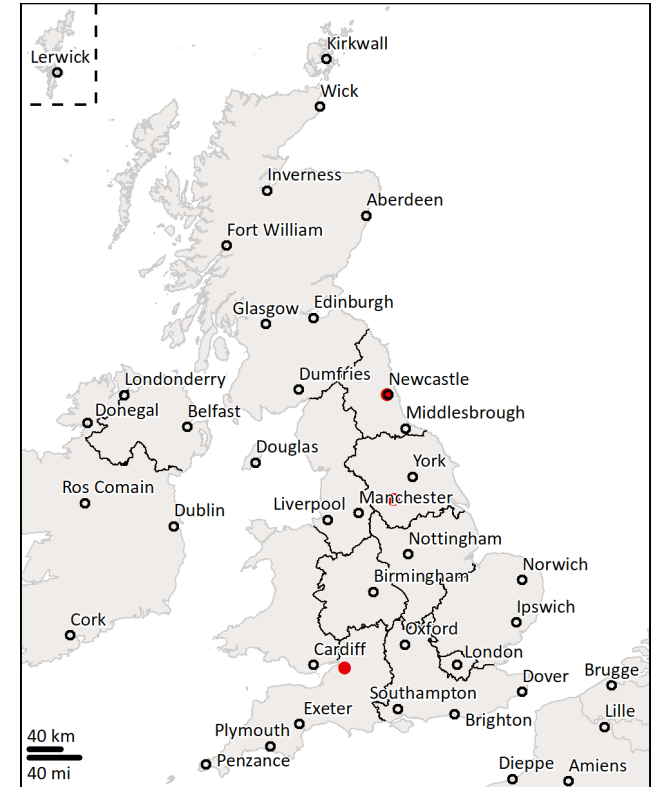 Kirkwall
Lerwick
Wick
Inverness
Aberdeen
Fort William
Glasgow
Edinburgh
Dumfries
Newcastle
Londonderry
Donegal
Belfast
Middlesbrough
Douglas
York
Ros Comain
Manchester
Liverpool
Dublin
Nottingham
Norwich
Birmingham
Ipswich
Cork
Oxford
Cardiff
London
Dover
Brugge
Southampton
Exeter
Lille
Brighton
Plymouth
40 km
Penzance
Dieppe
Amiens
40 mi